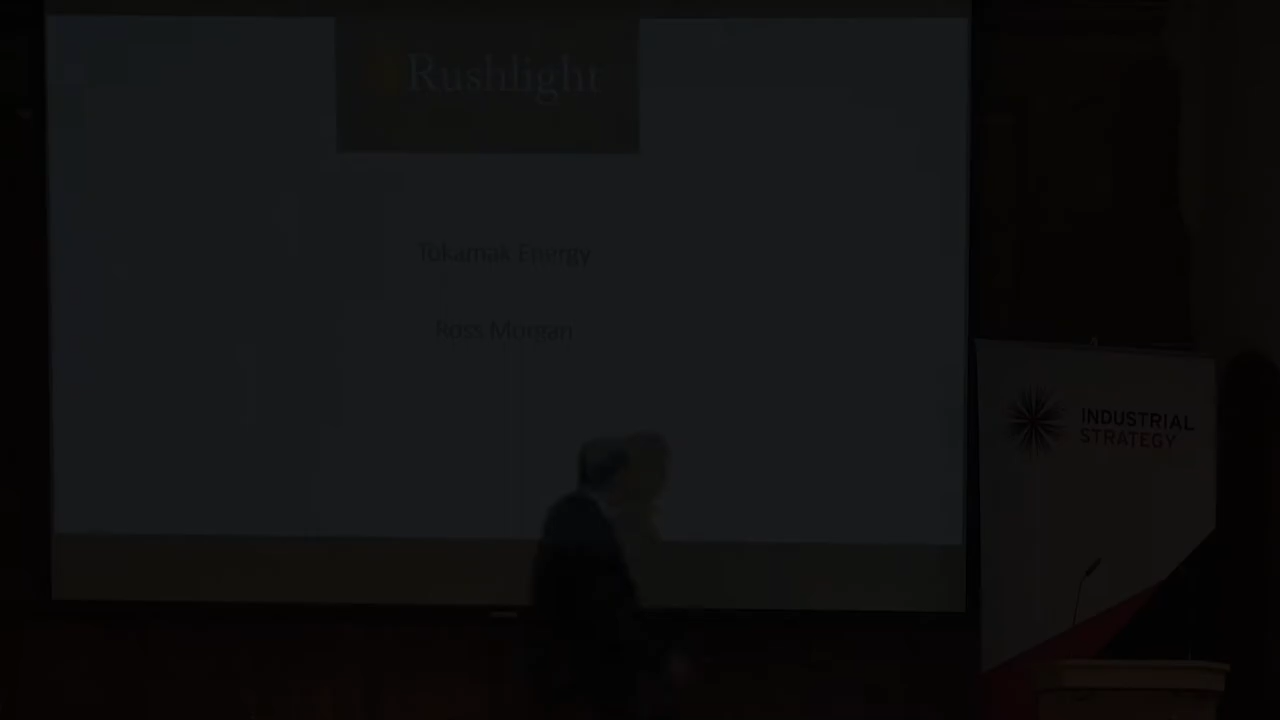 Rushlight
Tokamak Energy
Ross Morgan
INDUSTRIAL
STRATEGY